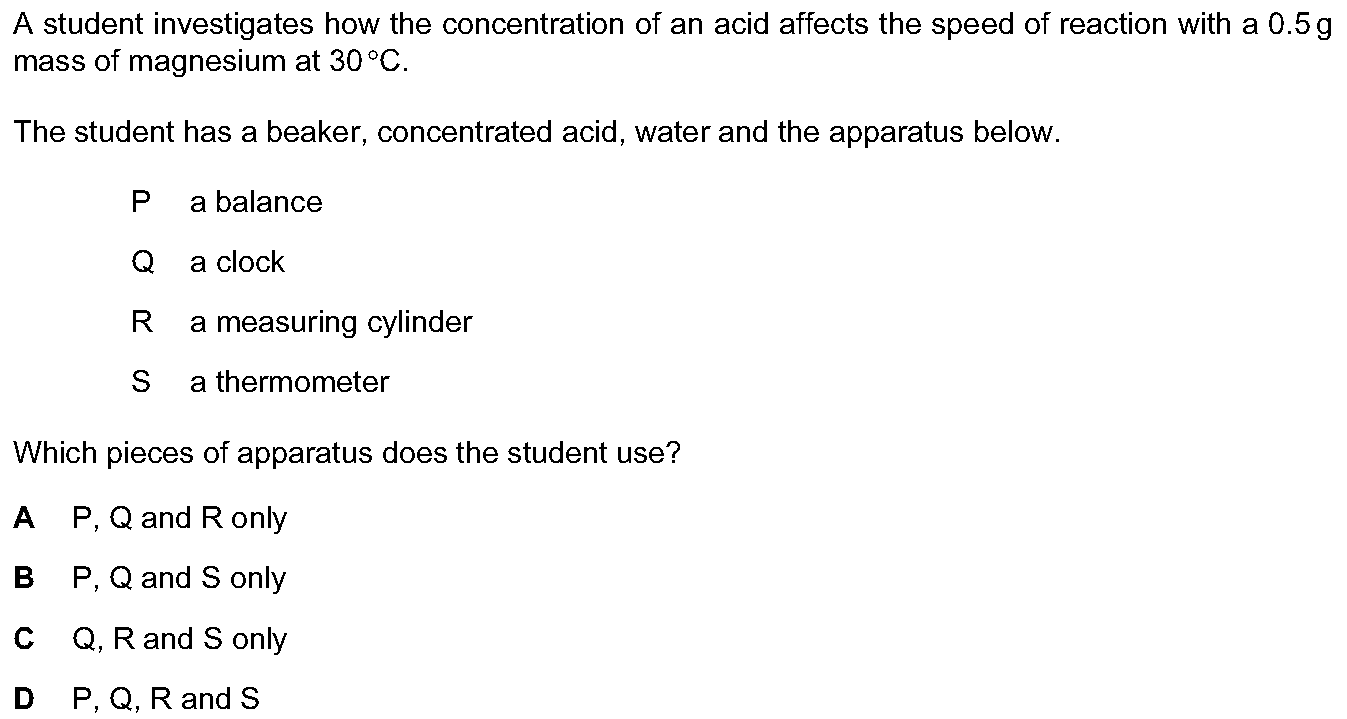 A student investigates how the concentration of an acid affects the speed of reaction with a 0.5 g
mass of magnesium at 30 °C.
The student has a beaker, concentrated acid, water and the apparatus below.
P a balance
Q a clock
R a measuring cylinder
S a thermometer
Which pieces of apparatus does the student use?
A P, Q and R only
B P, Q and S only
C Q, R and S only
D P, Q, R and S